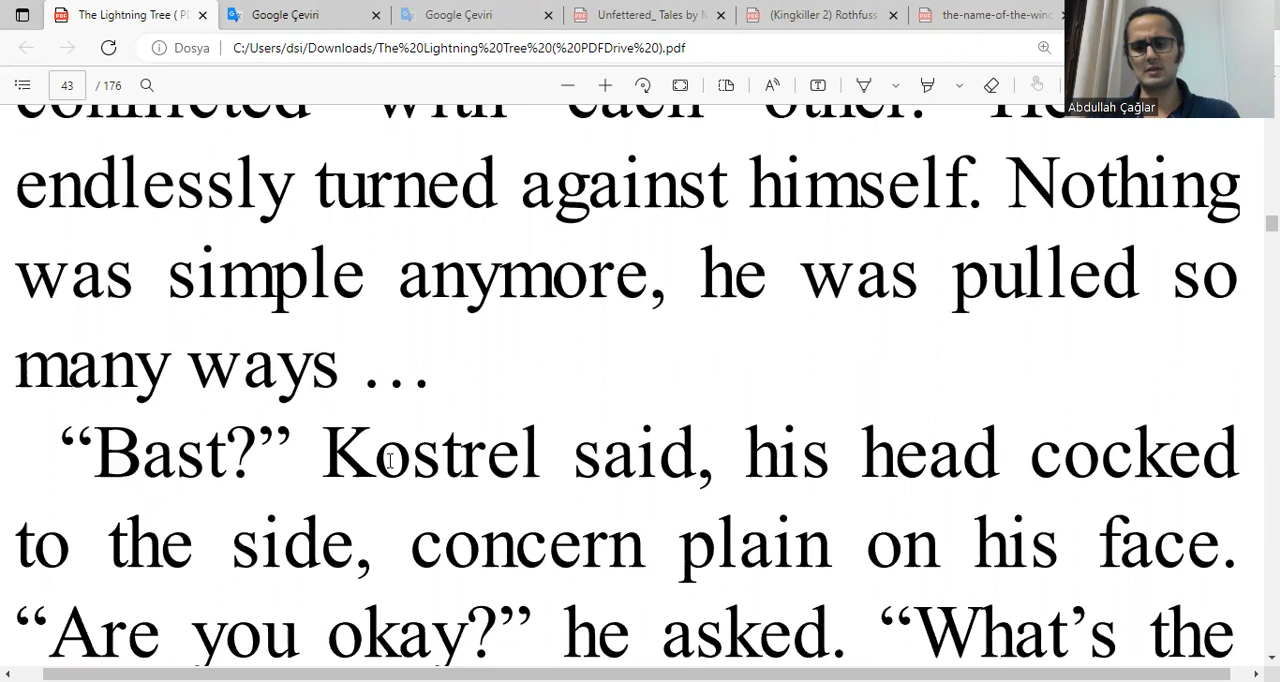 The Lightning Tree ( P
Google Çeviri
Google Çeviri
Unfettered_ Tales by
(Kingkiller 2) Rothfuss
the-name-of-the-wind
Dosya
C:/Users/dsi/Downloads/The%20Lightning%20Tree%20(%20PDFDrive%20).pdf
43 / 176
Abdullah Çağlar
with each other.
endlessly turned against himself. Nothing
was simple anymore, he was pulled so
many ways …
“Bast?” Kostrel said, his head cocked
to the side, concern plain on his face.
“Are you okay?” he asked. “What’s the